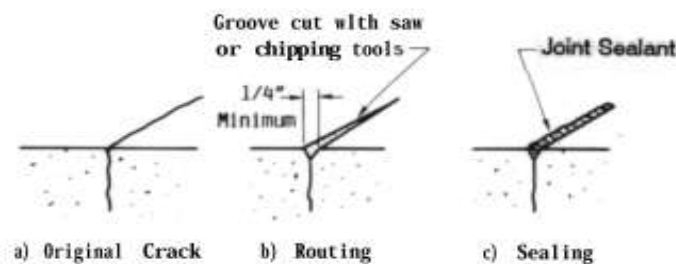 Groove cut with saw
or chipping tools
Joint Sealant
1/4"
Minimum
a) Original Crack
b) Routing
c) Sealing